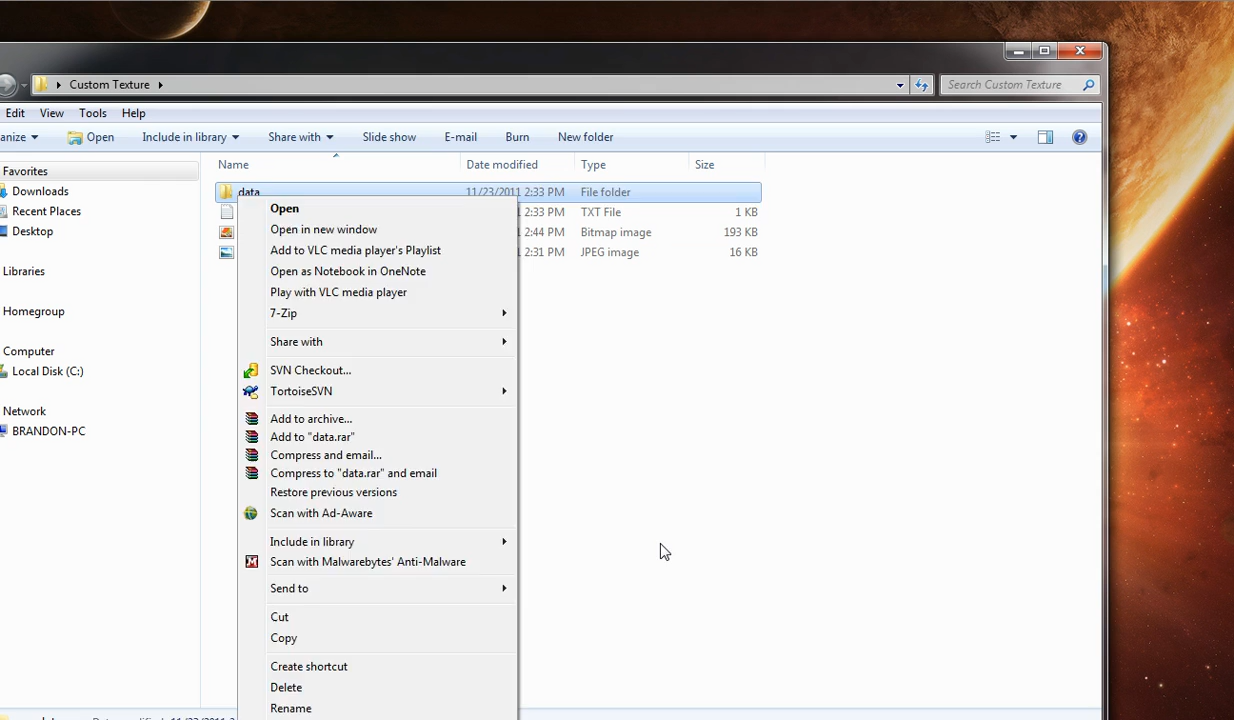 Custom Texture
Search Custom Texture
Edit View Tools Help
anize Open Include in library Share with Slide show E-mail Burn New folder
Name Date modified Type Size
Favorites
Downloads
Recent Places
Desktop
Libraries
Homegroup
Computer
Local Disk (C:)
Network
BRANDON-PC
data 11/23/2011 2:33 PM File folder
1 2:33 PM TXT File 1 KB
1 2:44 PM Bitmap image 193 KB
1 2:31 PM JPEG image 16 KB
Open
Open in new window
Add to VLC media player's Playlist
Open as Notebook in OneNote
Play with VLC media player
7-Zip
Share with
SVN Checkout...
TortoiseSVN
Add to archive...
Add to "data.rar"
Compress and email...
Compress to "data.rar" and email
Restore previous versions
Scan with Ad-Aware
Include in library
Scan with Malwarebytes' Anti-Malware
Send to
Cut
Copy
Create shortcut
Delete
Rename